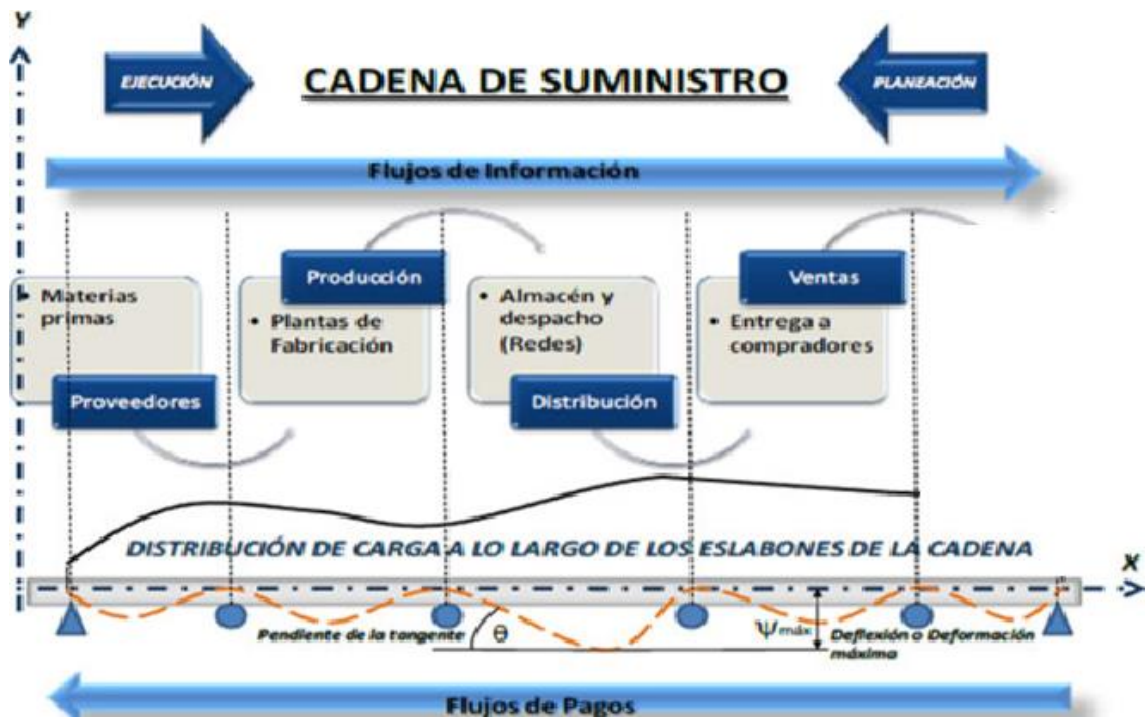 Y
EJECUCIÓN
CADENA DE SUMINISTRO
PLANEACIÓN
Flujos de Información
• Materias
primas
Proveedores
Producción
• Plantas de
Fabricación
• Almacén y
despacho
(Redes)
Distribución
Ventas
• Entrega a
compradores
DISTRIBUCIÓN DE CARGA A LO LARGO DE LOS ESLABONES DE LA CADENA
X
Pendiente de la tangente
θ
Ψmáx
Deflexión o Deformación
máxima
Flujos de Pagos